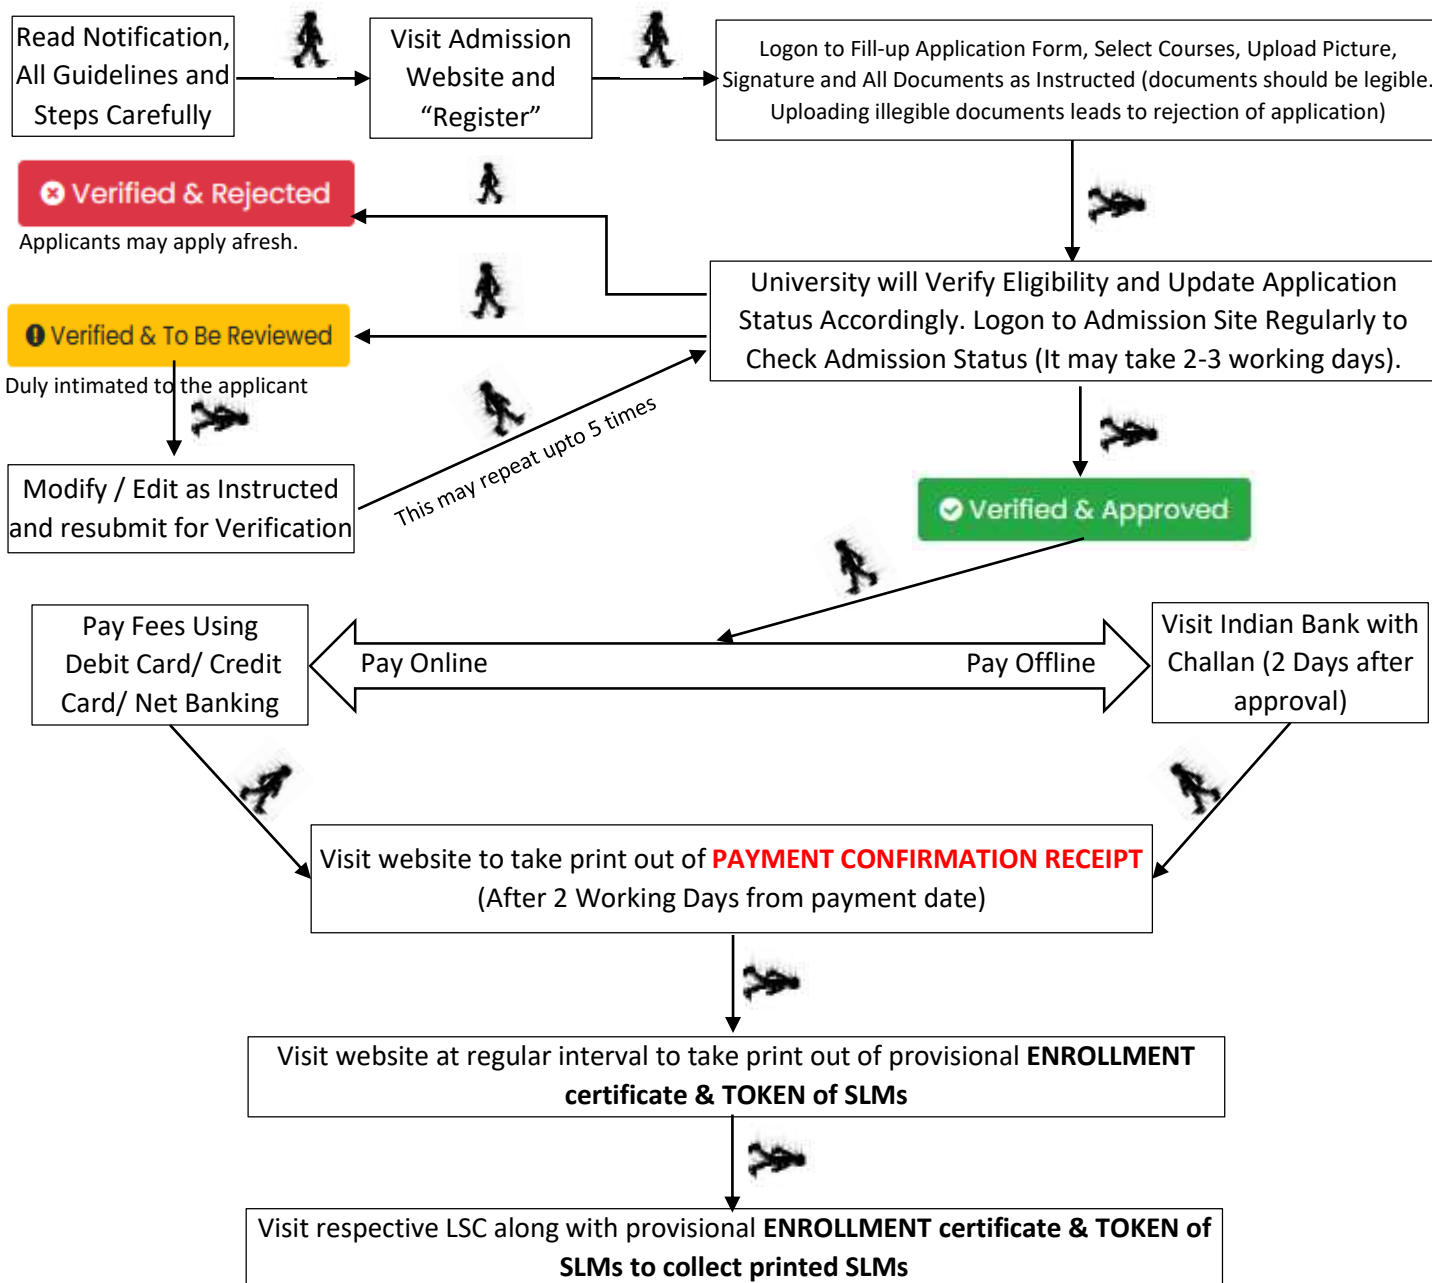 Read Notification,
All Guidelines and
Steps Carefully
Visit Admission
Website and
“Register”
Logon to Fill-up Application Form, Select Courses, Upload Picture,
Signature and All Documents as Instructed (documents should be legible.
Uploading illegible documents leads to rejection of application)
Verified & Rejected
Applicants may apply afresh.
University will Verify Eligibility and Update Application
Status Accordingly. Logon to Admission Site Regularly to
Check Admission Status (It may take 2-3 working days).
Verified & To Be Reviewed
Duly intimated to the applicant
Modify / Edit as Instructed
and resubmit for Verification
This may repeat upto 5 times
Verified & Approved
Pay Fees Using
Debit Card/ Credit
Card/ Net Banking
Pay Online
Pay Offline
Visit Indian Bank with
Challan (2 Days after
approval)
Visit website to take print out of PAYMENT CONFIRMATION RECEIPT
(After 2 Working Days from payment date)
Visit website at regular interval to take print out of provisional ENROLLMENT
certificate & TOKEN of SLMs
Visit respective LSC along with provisional ENROLLMENT certificate & TOKEN of
SLMs to collect printed SLMs